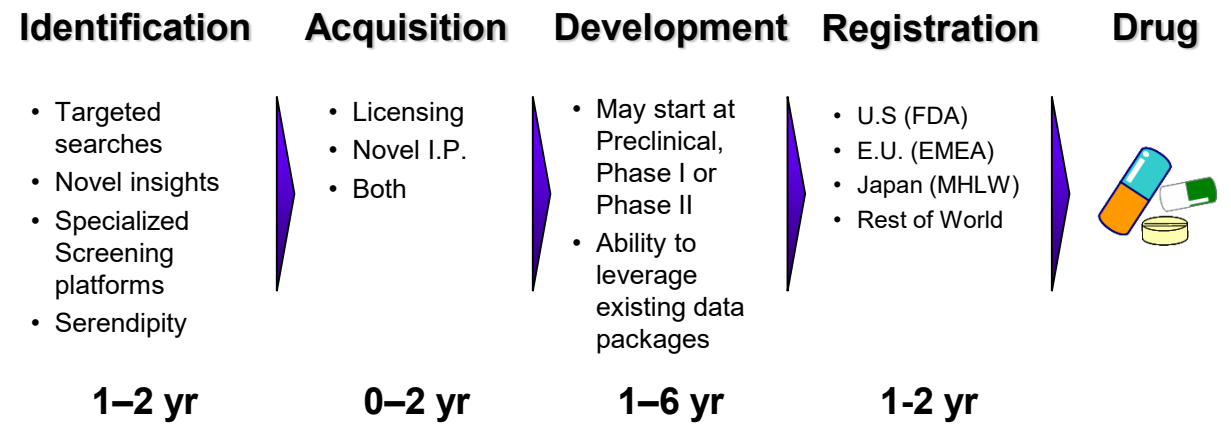 Identification
Acquisition
Development
Registration
Drug
• Targeted
searches
• Novel insights
• Specialized
Screening
platforms
• Serendipity
• Licensing
• Novel I.P.
• Both
• May start at
Preclinical,
Phase I or
Phase II
• Ability to
leverage
existing data
packages
• U.S (FDA)
• E.U. (EMEA)
• Japan (MHLW)
• Rest of World
1–2 yr
0–2 yr
1–6 yr
1-2 yr